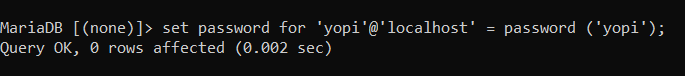 MariaDB [(none)]> set password for 'yopi'@'localhost' = password ('yopi');
Query OK, 0 rows affected (0.002 sec)